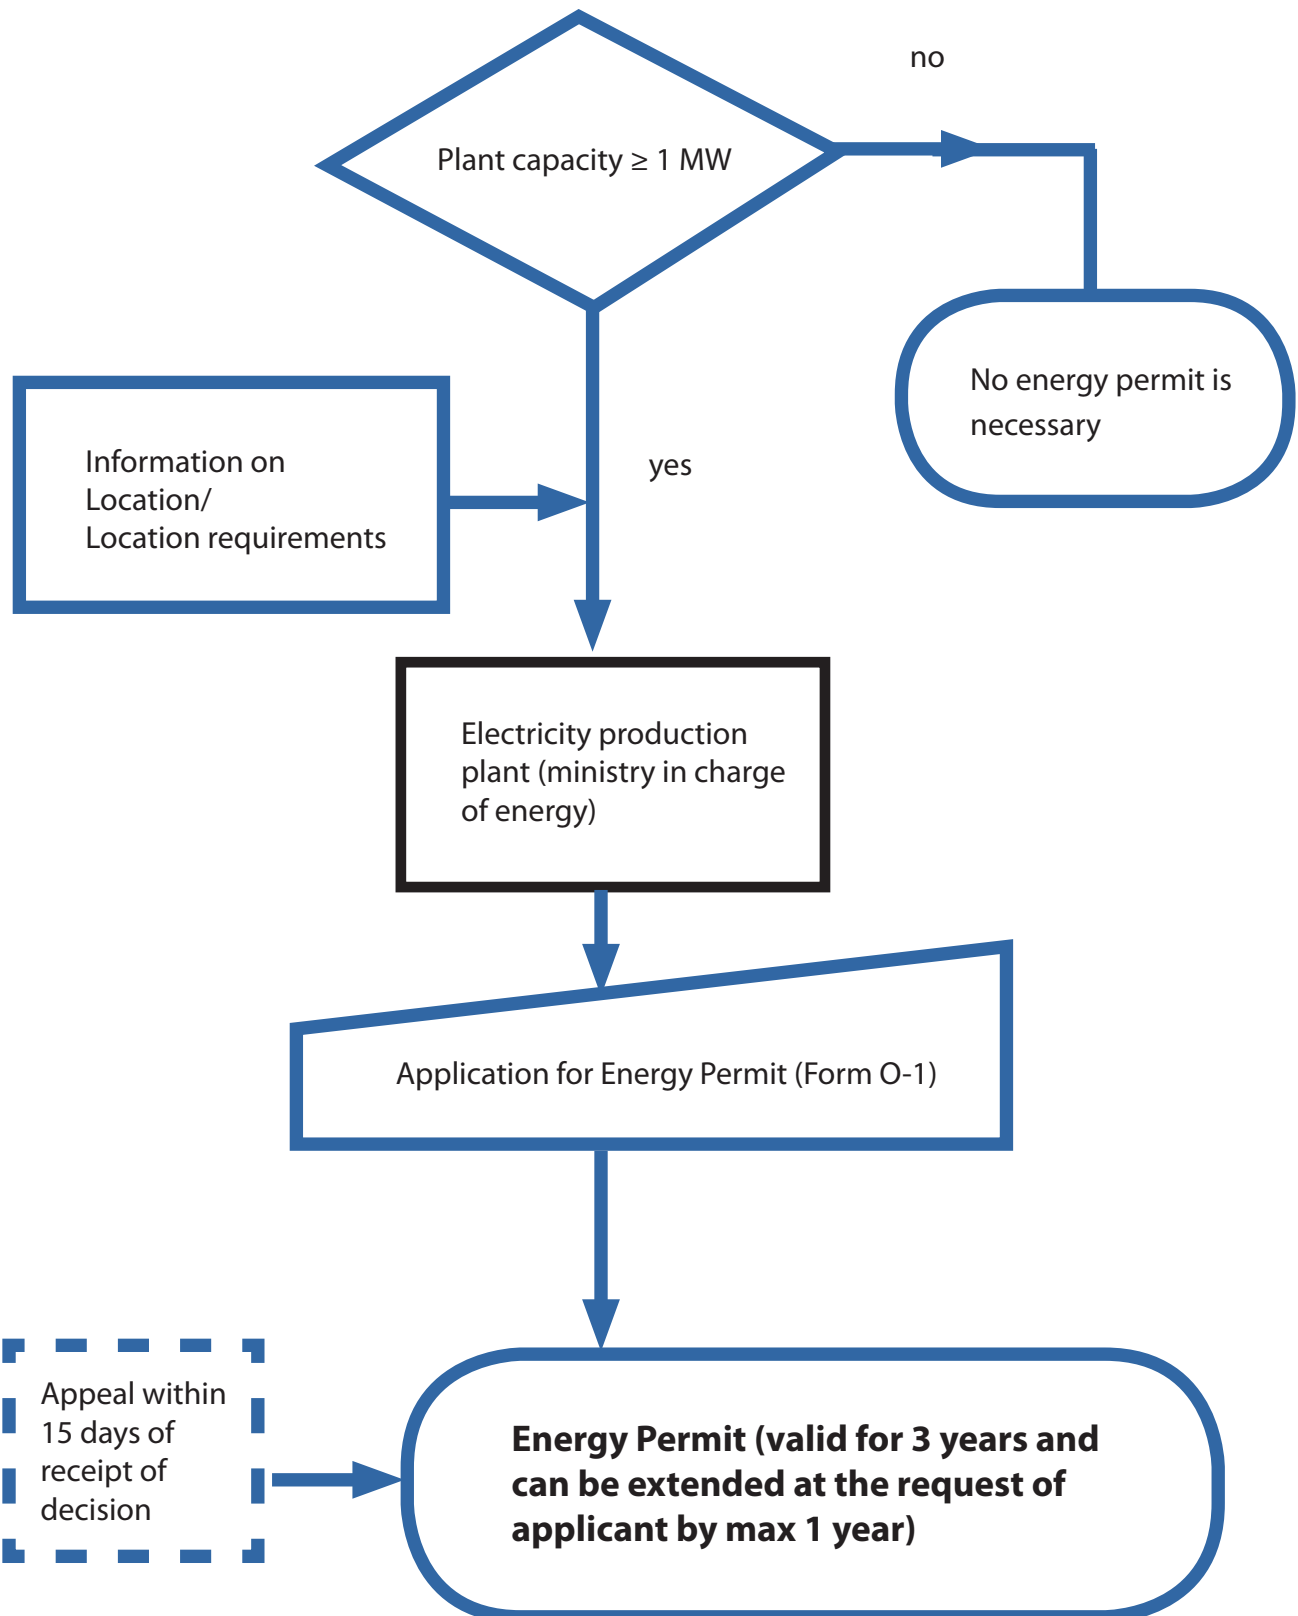 no
Plant capacity ≥ 1 MW
No energy permit is
necessary
Information on
Location/
Location requirements
yes
Electricity production
plant (ministry in charge
of energy)
Application for Energy Permit (Form O-1)
Appeal within
15 days of
receipt of
decision
Energy Permit (valid for 3 years and
can be extended at the request of
applicant by max 1 year)